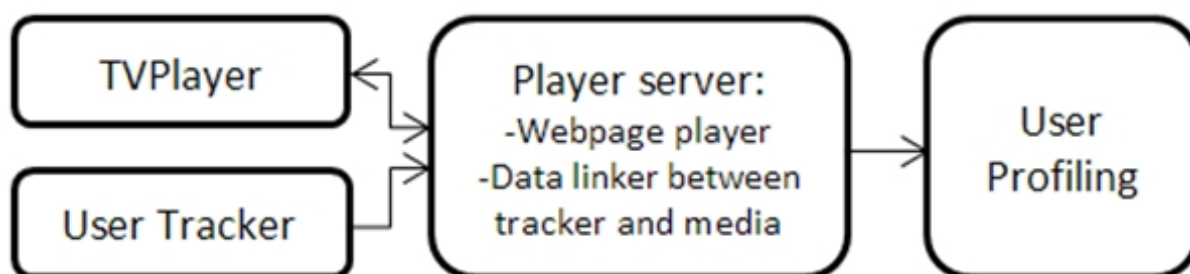 TVPlayer
User Tracker
Player server:
-Webpage player
-Data linker between
tracker and media
User
Profiling